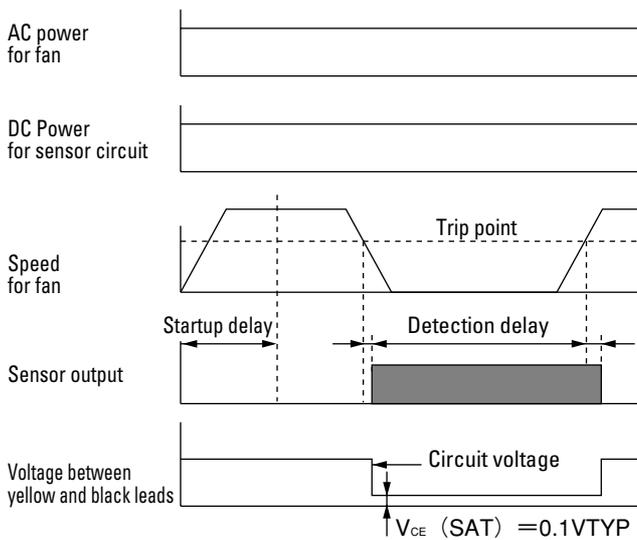 AC power
for fan
DC Power
for sensor circuit
Trip point
Speed
for fan
Startup delay
Detection delay
Sensor output
Circuit voltage
Voltage between
yellow and black leads
VCE（SAT）＝0.1VTYP